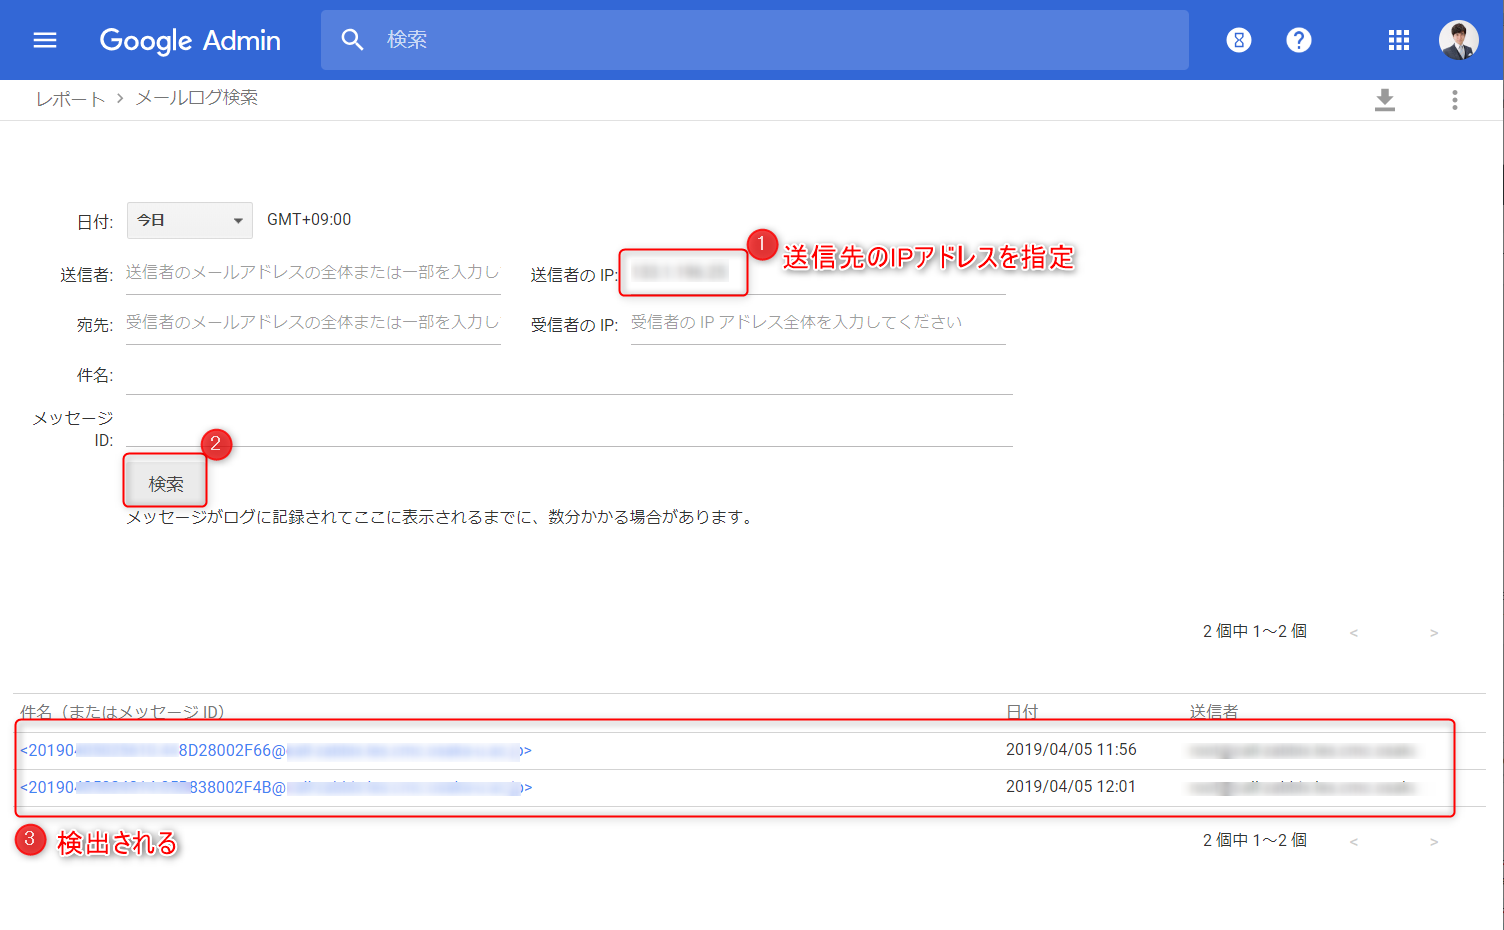 Google Admin
検索
レポート > メールログ検索
日付: 今日 GMT+09:00
送信者: 送信者のメールアドレスの全体または一部を入力し
送信者の IP:
1 送信先のIPアドレスを指定
宛先: 受信者のメールアドレスの全体または一部を入力し
受信者の IP: 受信者の IP アドレス全体を入力してください
件名:
メッセージ
ID:
2
検索
メッセージがログに記録されてここに表示されるまでに、数分かかる場合があります。
2 個中 1～2 個 < >
件名（またはメッセージ ID） 日付 送信者
<20190 8D28002F66@ > 2019/04/05 11:56
<20190 838002F4B@ > 2019/04/05 12:01
3 検出される
2 個中 1～2 個 < >